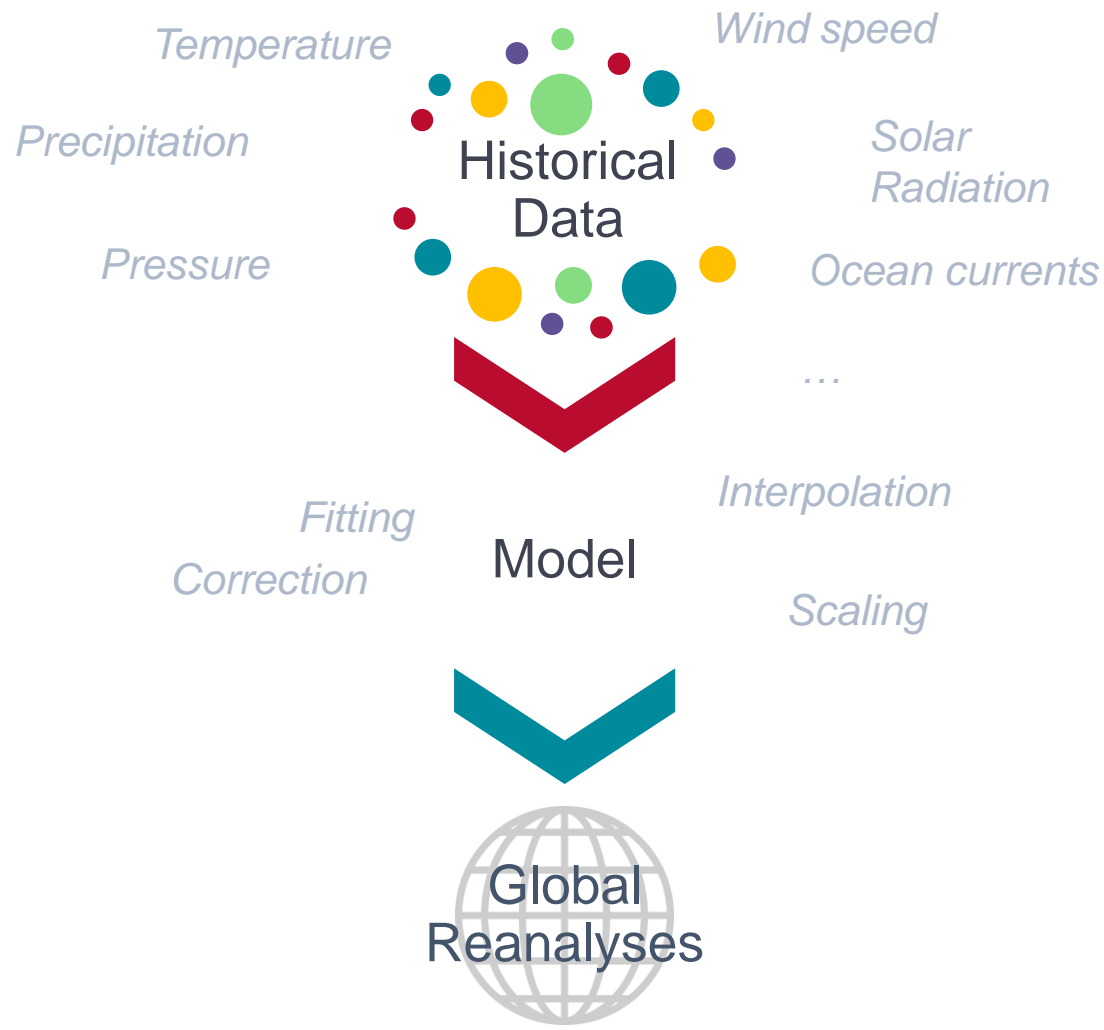 Temperature
Wind speed
Precipitation
Historical
Data
Solar
Radiation
Pressure
Ocean currents
…
Interpolation
Fitting
Model
Correction
Scaling
Global
Reanalyses